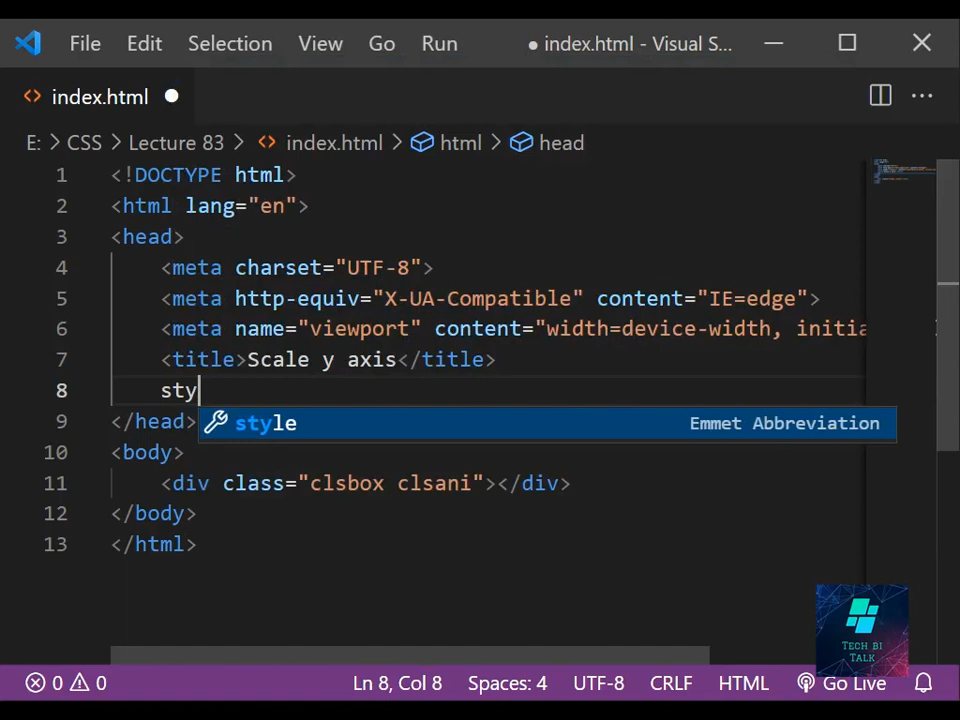 File Edit Selection View Go Run ● index.html - Visual S...
index.html
E: > CSS > Lecture 83 > index.html > html > head
1 <!DOCTYPE html>
2 <html lang="en">
3 <head>
4 <meta charset="UTF-8">
5 <meta http-equiv="X-UA-Compatible" content="IE=edge">
6 <meta name="viewport" content="width=device-width, initia
7 <title>Scale y axis</title>
8 sty
style Emmet Abbreviation
9 </head>
10 <body>
11 <div class="clsbox clsani"></div>
12 </body>
13 </html>
TECH BI
TALK
0 0 Ln 8, Col 8 Spaces: 4 UTF-8 CRLF HTML Go Live